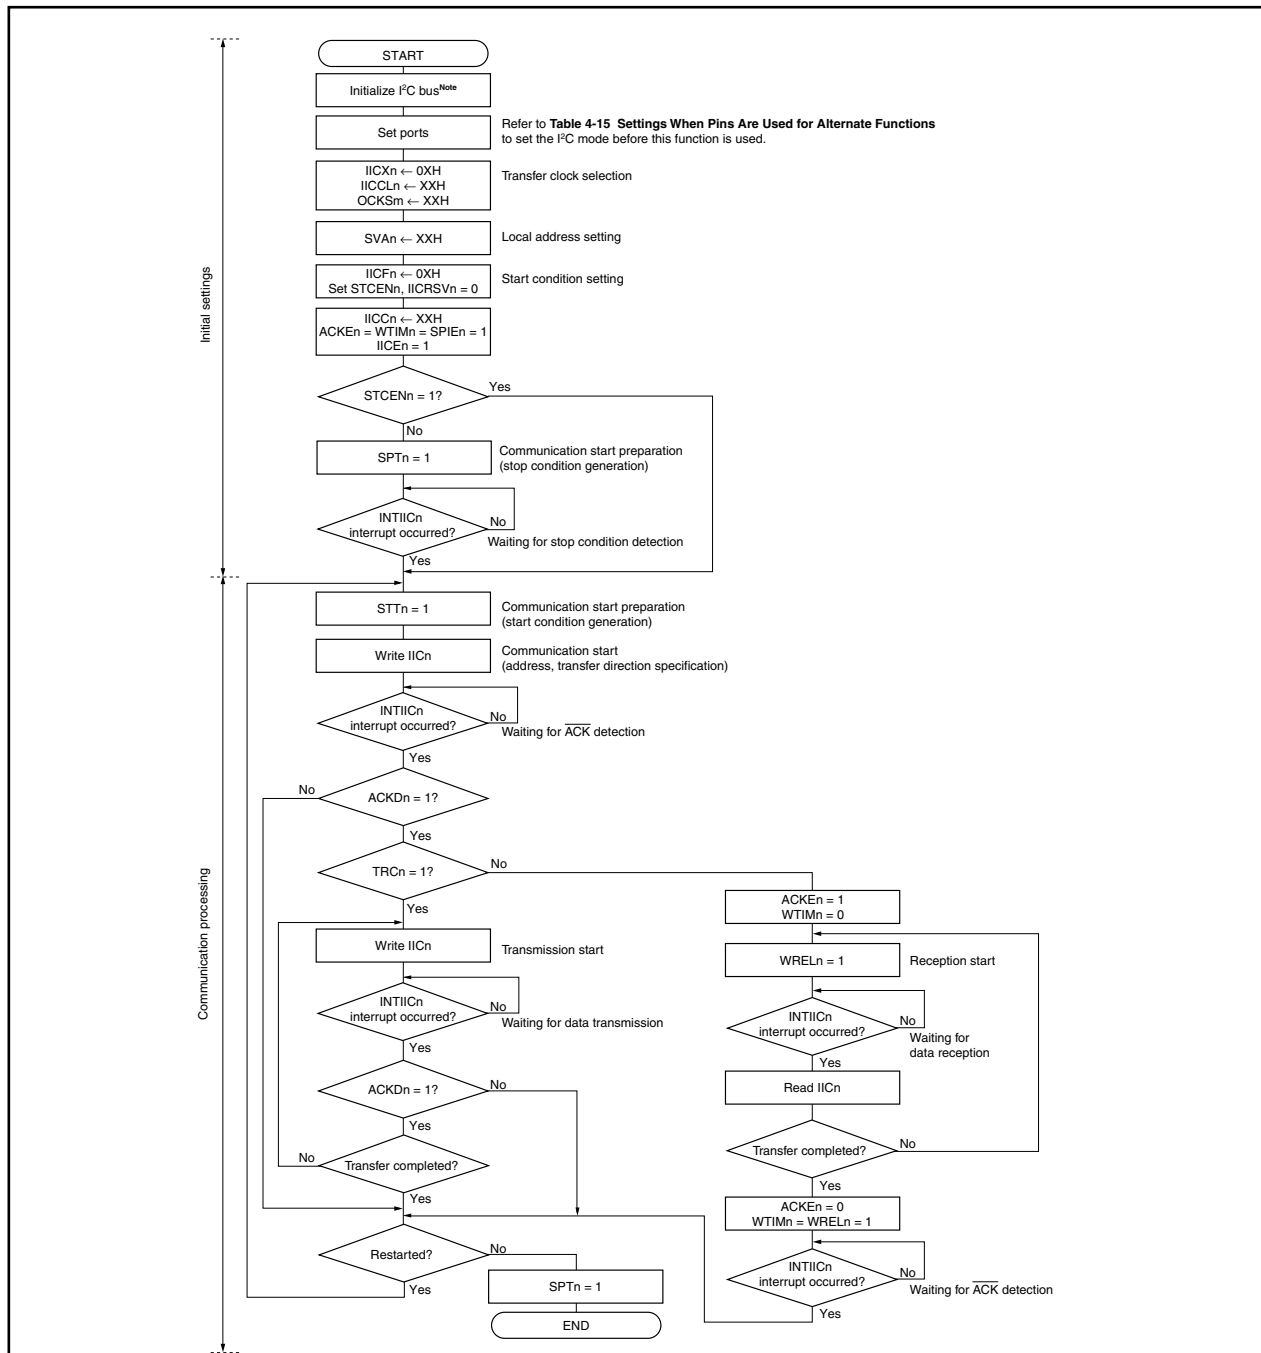 START
Initialize I²C bus^Note
Set ports
Refer to Table 4-15 Settings When Pins Are Used for Alternate Functions
to set the I²C mode before this function is used.
IICXn ← 0XH
IICCLn ← XXH
OCKSm ← XXH
Transfer clock selection
SVAn ← XXH
Local address setting
IICFn ← 0XH
Set STCENn, IICRSVn = 0
Start condition setting
IICCn ← XXH
ACKEn = WTIMn = SPIEn = 1
IICEn = 1
Initial settings
STCENn = 1?
Yes
No
SPTn = 1
Communication start preparation
(stop condition generation)
INTIICn
interrupt occurred?
No
Waiting for stop condition detection
Yes
STTn = 1
Communication start preparation
(start condition generation)
Write IICn
Communication start
(address, transfer direction specification)
INTIICn
interrupt occurred?
No
Waiting for A̅C̅K̅ detection
Yes
No
ACKDn = 1?
Yes
TRCn = 1?
No
Yes
Communication processing
Write IICn
Transmission start
INTIICn
interrupt occurred?
No
Waiting for data transmission
Yes
ACKDn = 1?
No
Yes
No
Transfer completed?
Yes
Restarted?
No
Yes
SPTn = 1
END
ACKEn = 1
WTIMn = 0
WRELn = 1
Reception start
INTIICn
interrupt occurred?
No
Waiting for
data reception
Yes
Read IICn
Transfer completed?
No
Yes
ACKEn = 0
WTIMn = WRELn = 1
INTIICn
interrupt occurred?
No
Waiting for A̅C̅K̅ detection
Yes